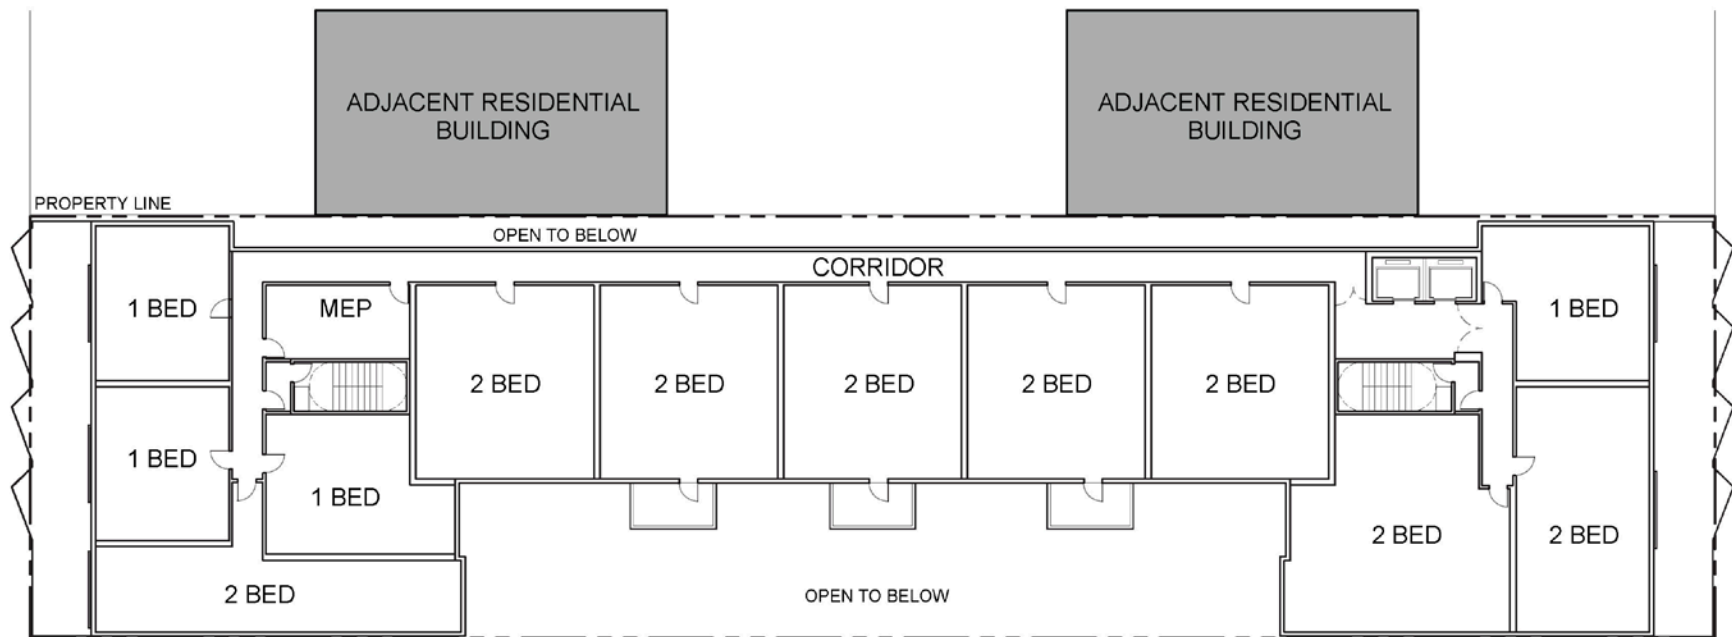 ADJACENT RESIDENTIAL
BUILDING
ADJACENT RESIDENTIAL
BUILDING
PROPERTY LINE
OPEN TO BELOW
CORRIDOR
1 BED
MEP
1 BED
2 BED
2 BED
2 BED
2 BED
2 BED
1 BED
1 BED
2 BED
2 BED
2 BED
OPEN TO BELOW